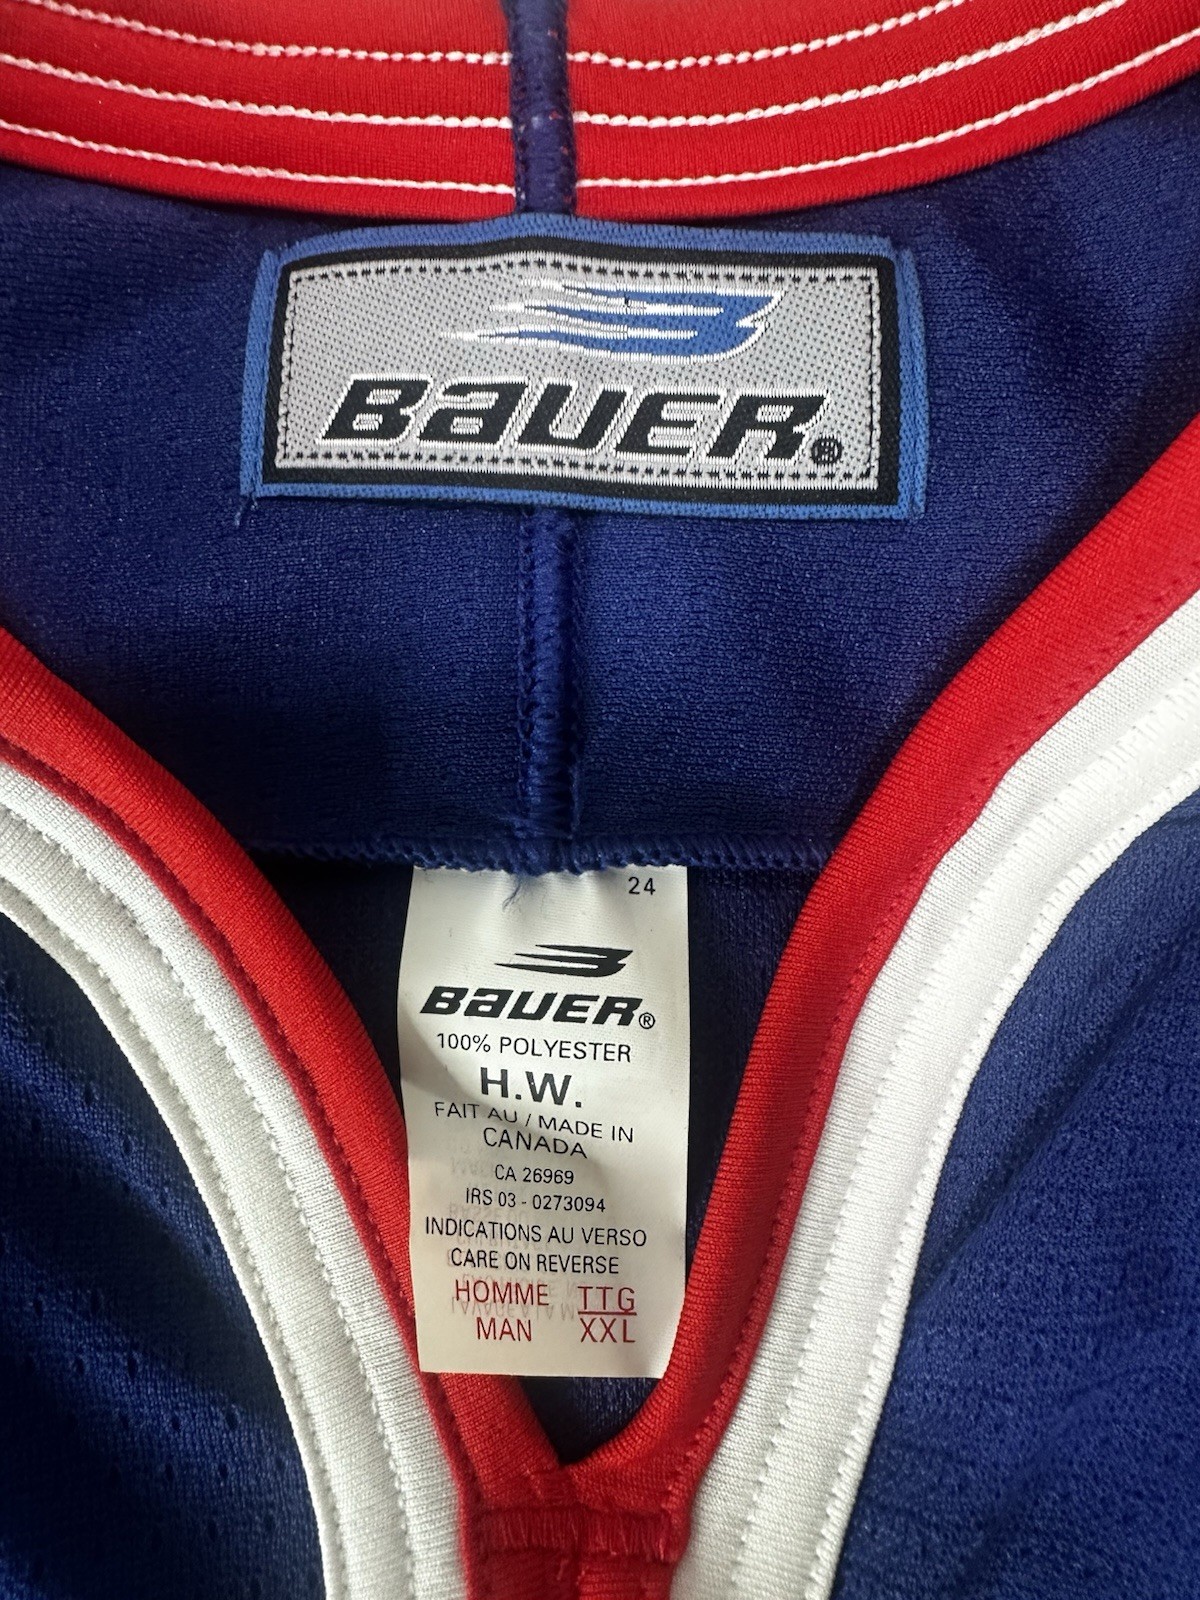 BAUER®
24
BAUER®
100% POLYESTER
H.W.
FAIT AU / MADE IN
CANADA
CA 26969
IRS 03 - 0273094
INDICATIONS AU VERSO
CARE ON REVERSE
HOMME TTG
MAN XXL